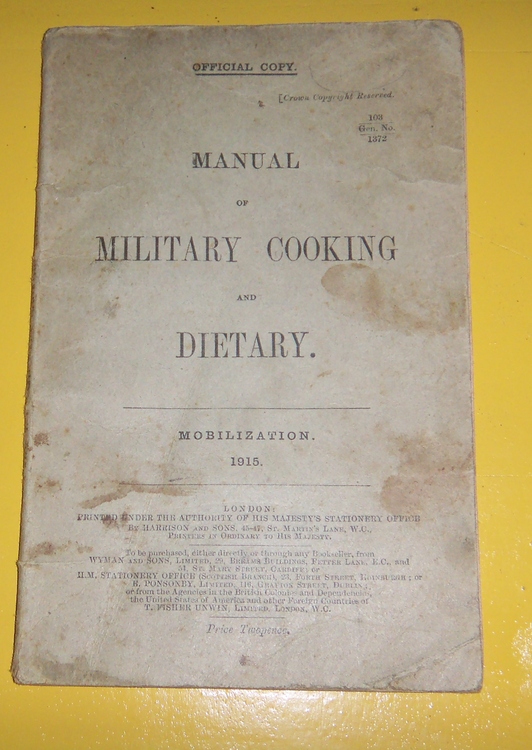 OFFICIAL COPY.
[Crown Copyright Reserved.
103
Gen. No.
1372
MANUAL
OF
MILITARY COOKING
AND
DIETARY.
MOBILIZATION.
1915.
LONDON:
PRINTED UNDER THE AUTHORITY OF HIS MAJESTY'S STATIONERY OFFICE
By HARRISON AND SONS, 45-47, ST. MARTIN'S LANE, W.C.,
PRINTERS IN ORDINARY TO HIS MAJESTY.
To be purchased, either directly or through any Bookseller, from
WYMAN AND SONS, LIMITED, 29, BREAMS BUILDINGS, FETTER LANE, E.C., and
54, ST. MARY STREET, CARDIFF; or
H.M. STATIONERY OFFICE (SCOTTISH BRANCH), 23, FORTH STREET, EDINBURGH; or
E. PONSONBY, LIMITED, 116, GRAFTON STREET, DUBLIN;
or from the Agencies in the British Colonies and Dependencies,
the United States of America and other Foreign Countries of
T. FISHER UNWIN, LIMITED, LONDON, W.C.
Price Twopence.